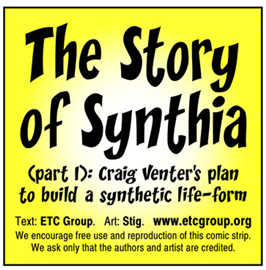 The Story
of Synthia
(part 1): Craig Venter's plan
to build a synthetic life-form
Text: ETC Group. Art: Stig. www.etcgroup.org
We encourage free use and reproduction of this comic strip.
We ask only that the authors and artist are credited.